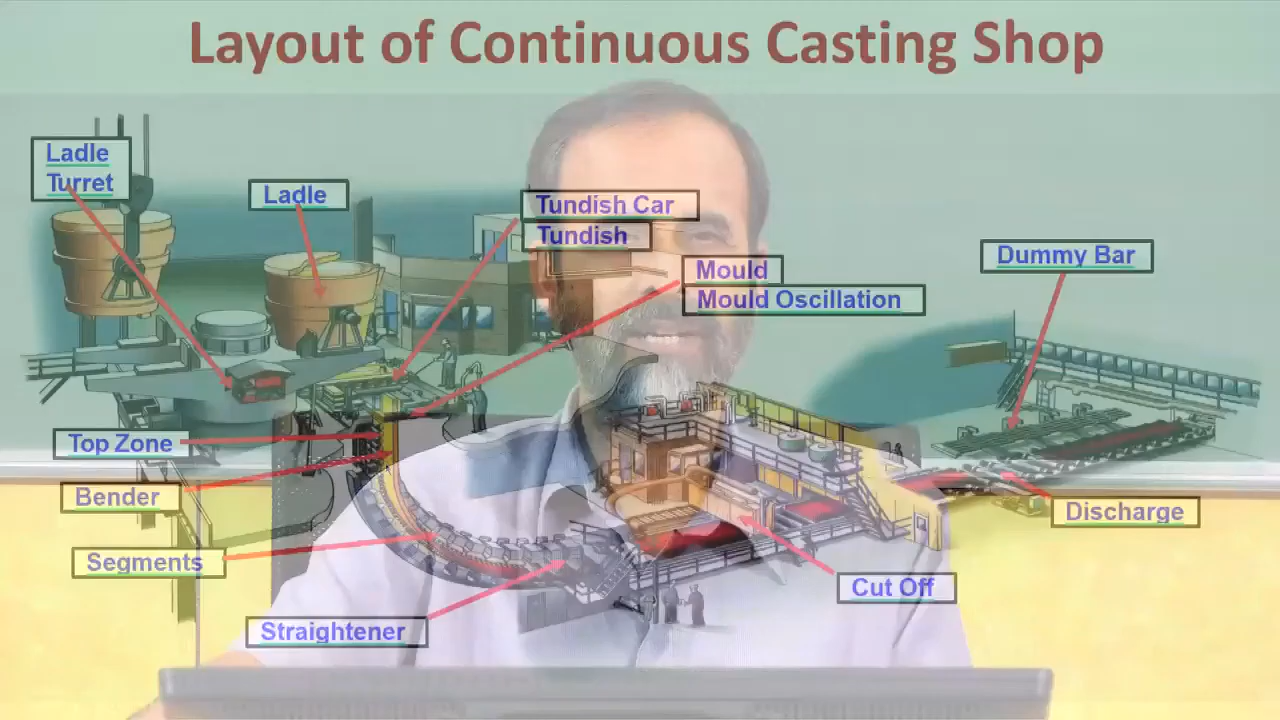 Layout of Continuous Casting Shop
Ladle
Turret
Ladle
Tundish Car
Tundish
Mould
Mould Oscillation
Dummy Bar
Top Zone
Bender
Segments
Straightener
Discharge
Cut Off